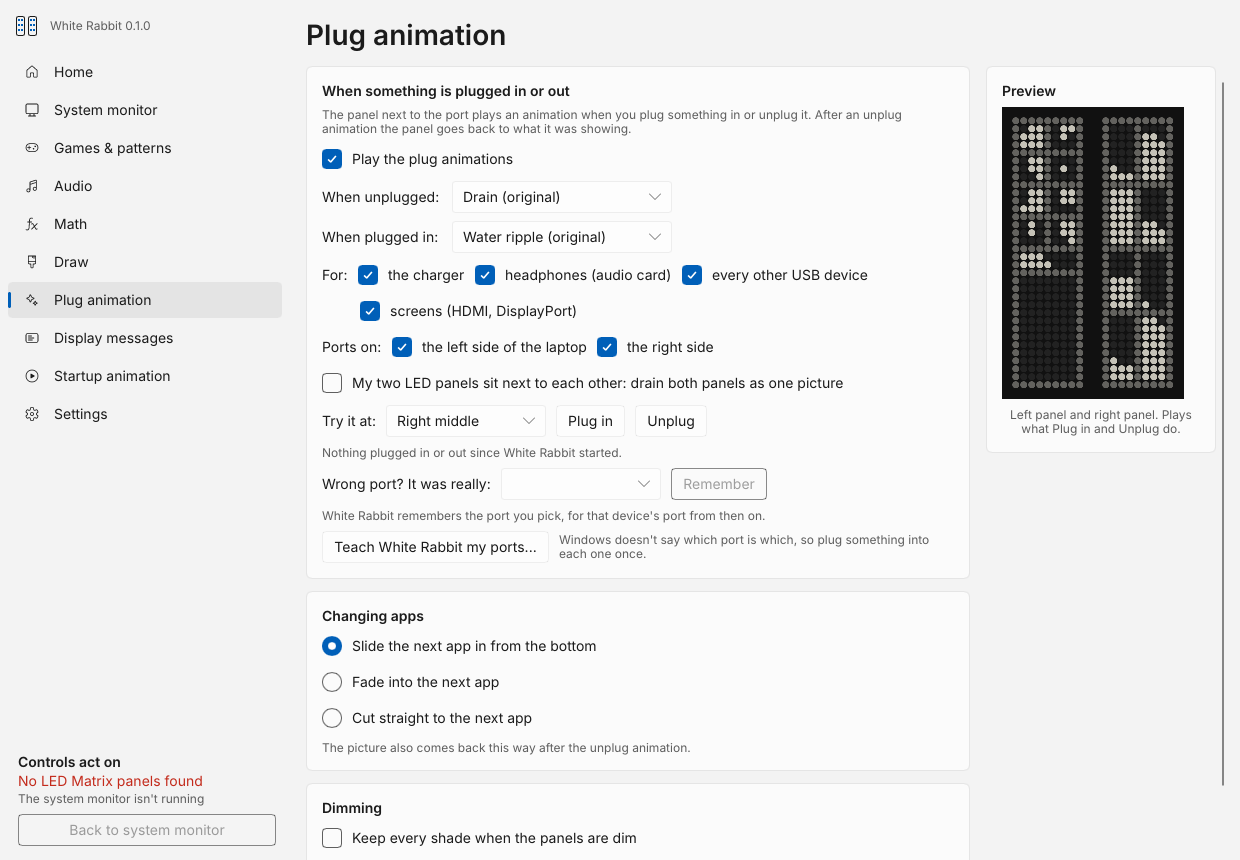 White Rabbit 0.1.0
Home
System monitor
Games & patterns
Audio
Math
Draw
Plug animation
Display messages
Startup animation
Settings
Controls act on
No LED Matrix panels found
The system monitor isn't running
Back to system monitor
Plug animation
When something is plugged in or out
The panel next to the port plays an animation when you plug something in or unplug it. After an unplug
animation the panel goes back to what it was showing.
Play the plug animations
When unplugged: Drain (original)
When plugged in: Water ripple (original)
For: the charger headphones (audio card) every other USB device
screens (HDMI, DisplayPort)
Ports on: the left side of the laptop the right side
My two LED panels sit next to each other: drain both panels as one picture
Try it at: Right middle Plug in Unplug
Nothing plugged in or out since White Rabbit started.
Wrong port? It was really: Remember
White Rabbit remembers the port you pick, for that device's port from then on.
Teach White Rabbit my ports... Windows doesn't say which port is which, so plug something into
each one once.
Changing apps
Slide the next app in from the bottom
Fade into the next app
Cut straight to the next app
The picture also comes back this way after the unplug animation.
Dimming
Keep every shade when the panels are dim
Preview
Left panel and right panel. Plays
what Plug in and Unplug do.